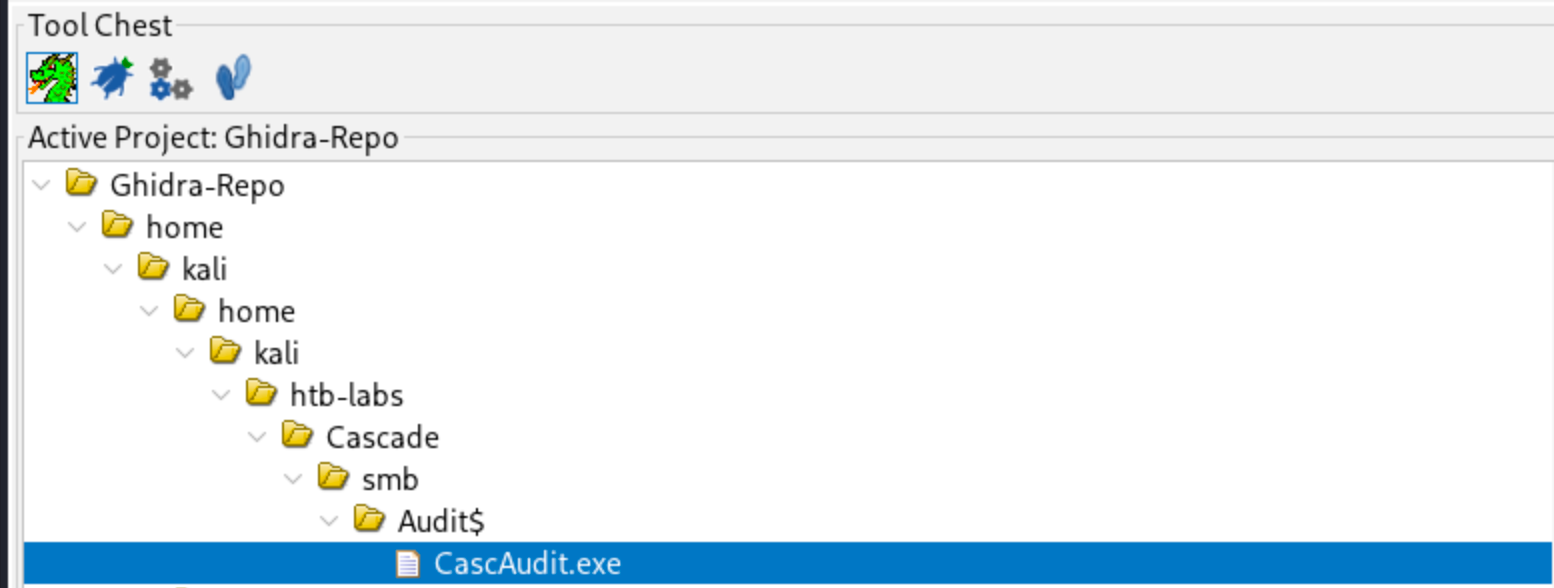 Tool Chest
Active Project: Ghidra-Repo
Ghidra-Repo
home
kali
home
kali
htb-labs
Cascade
smb
Audit$
CascAudit.exe